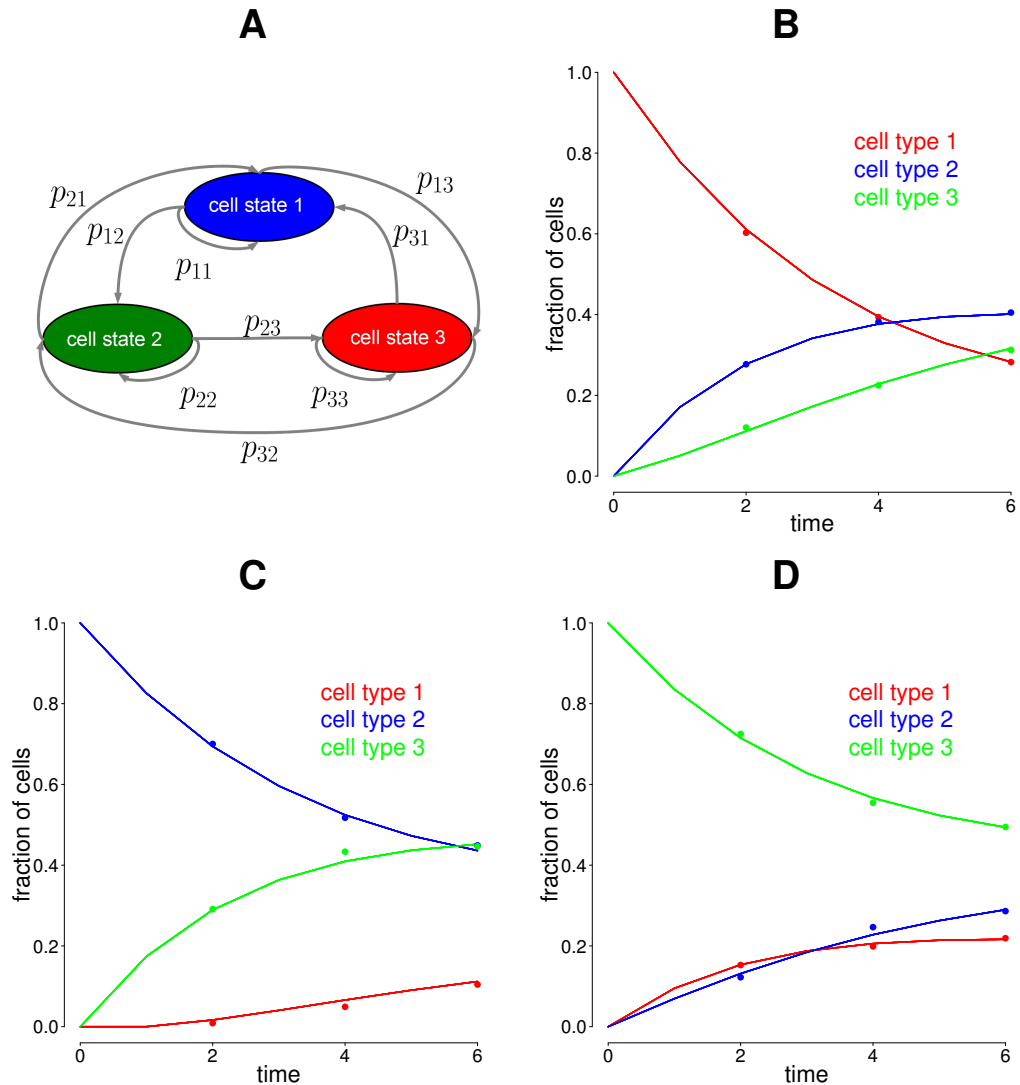 A
p21
p13
cell state 1
p12
p31
p11
cell state 2
p23
cell state 3
p22
p33
p32
B
1.0
0.8
0.6
0.4
0.2
0.0
fraction of cells
cell type 1
cell type 2
cell type 3
0 2 4 6
time
C
1.0
0.8
0.6
0.4
0.2
0.0
fraction of cells
cell type 1
cell type 2
cell type 3
0 2 4 6
time
D
1.0
0.8
0.6
0.4
0.2
0.0
fraction of cells
cell type 1
cell type 2
cell type 3
0 2 4 6
time